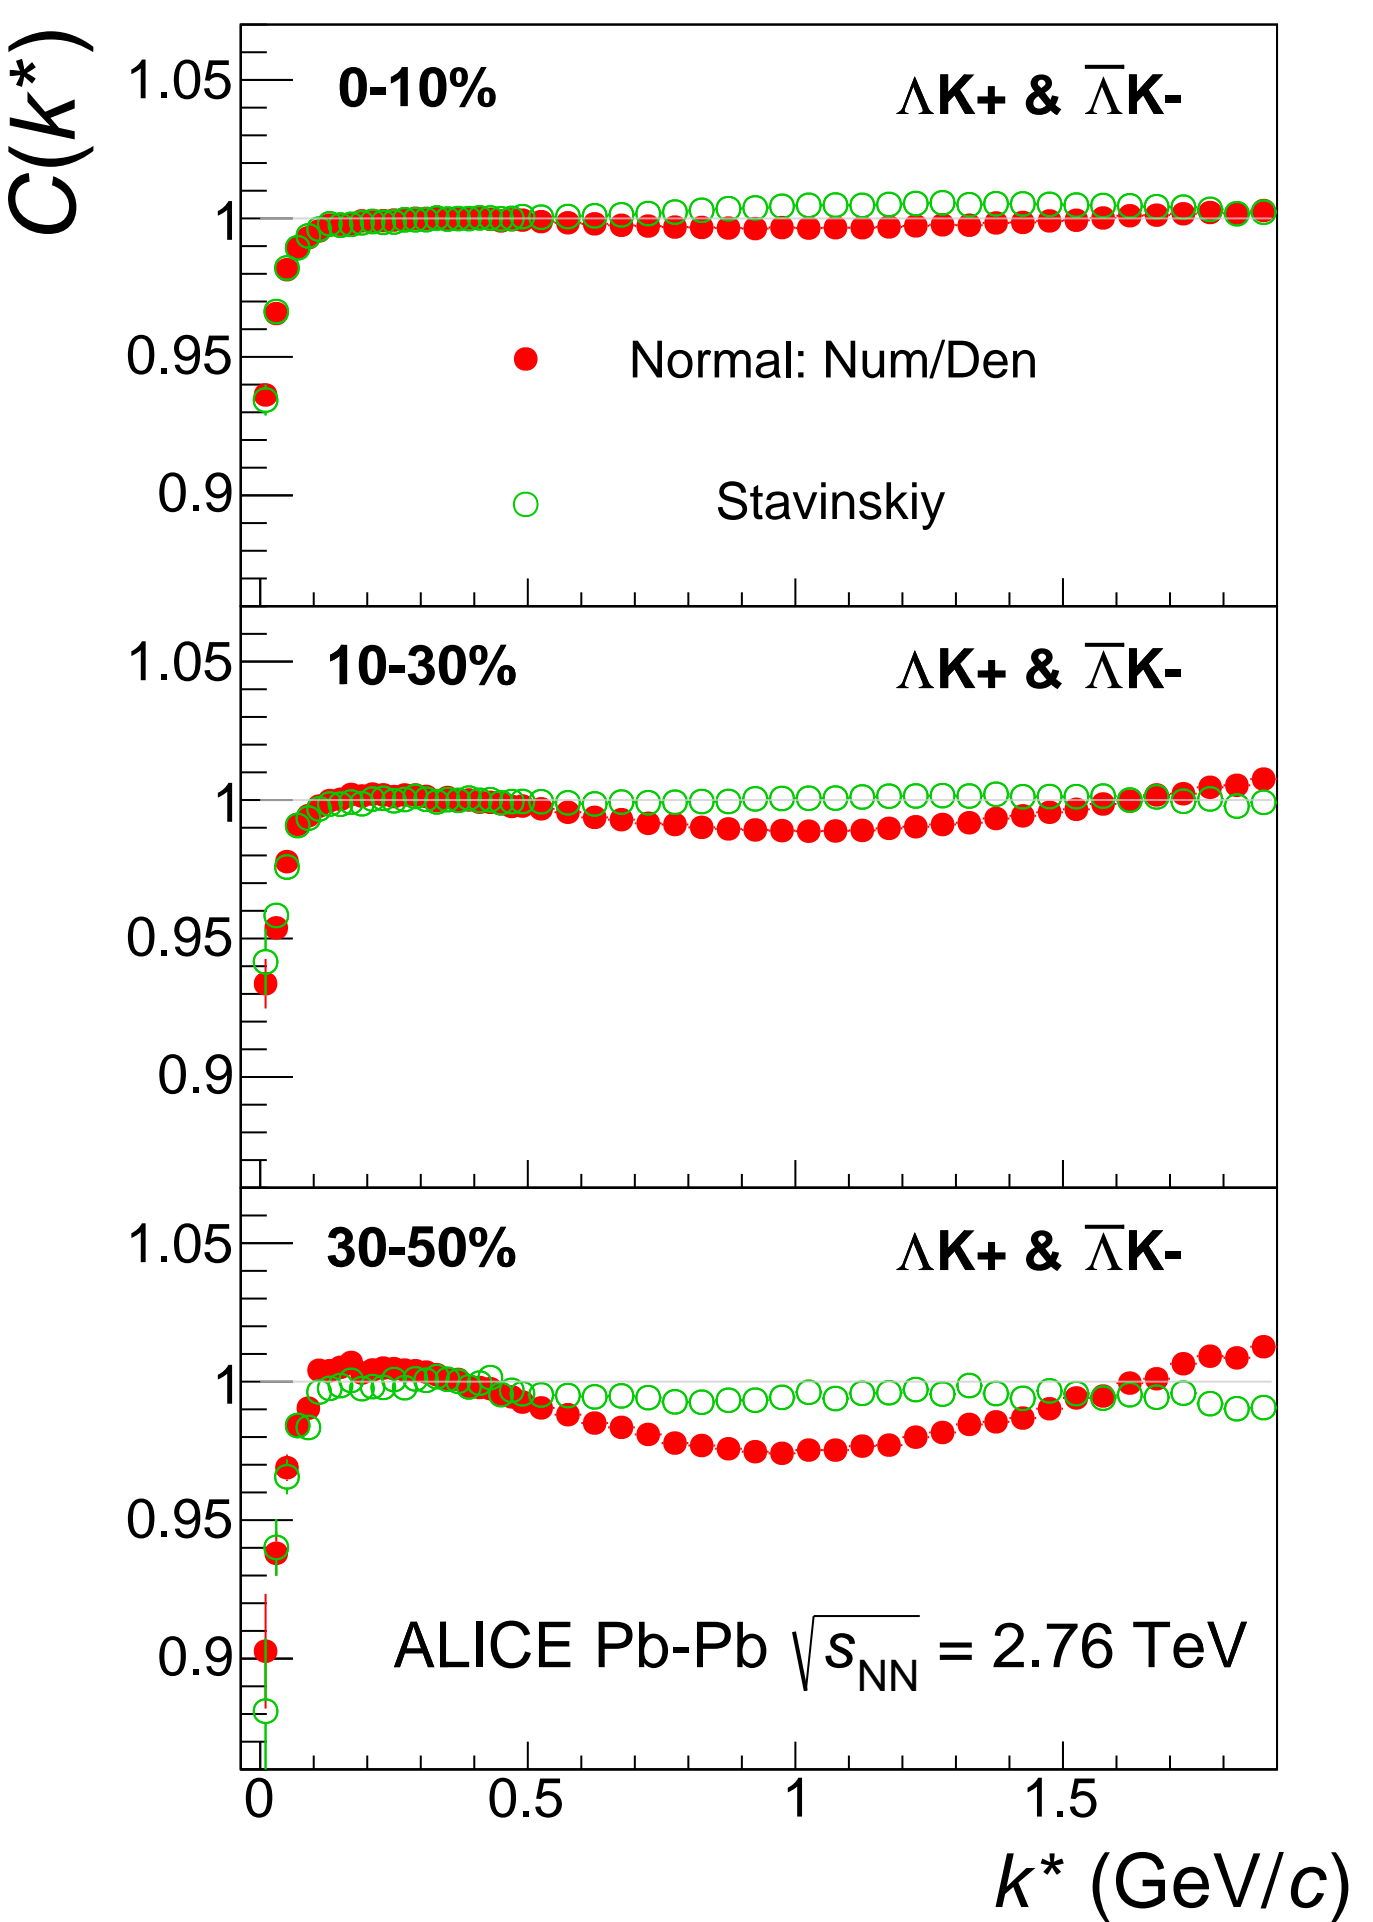 C(k*)
1.05
0-10%
ΛK+ & Λ̅K-
1
0.95
Normal: Num/Den
0.9
Stavinskiy
1.05
10-30%
ΛK+ & Λ̅K-
1
0.95
0.9
1.05
30-50%
ΛK+ & Λ̅K-
1
0.95
0.9
ALICE Pb-Pb √sNN = 2.76 TeV
0 0.5 1 1.5
k* (GeV/c)